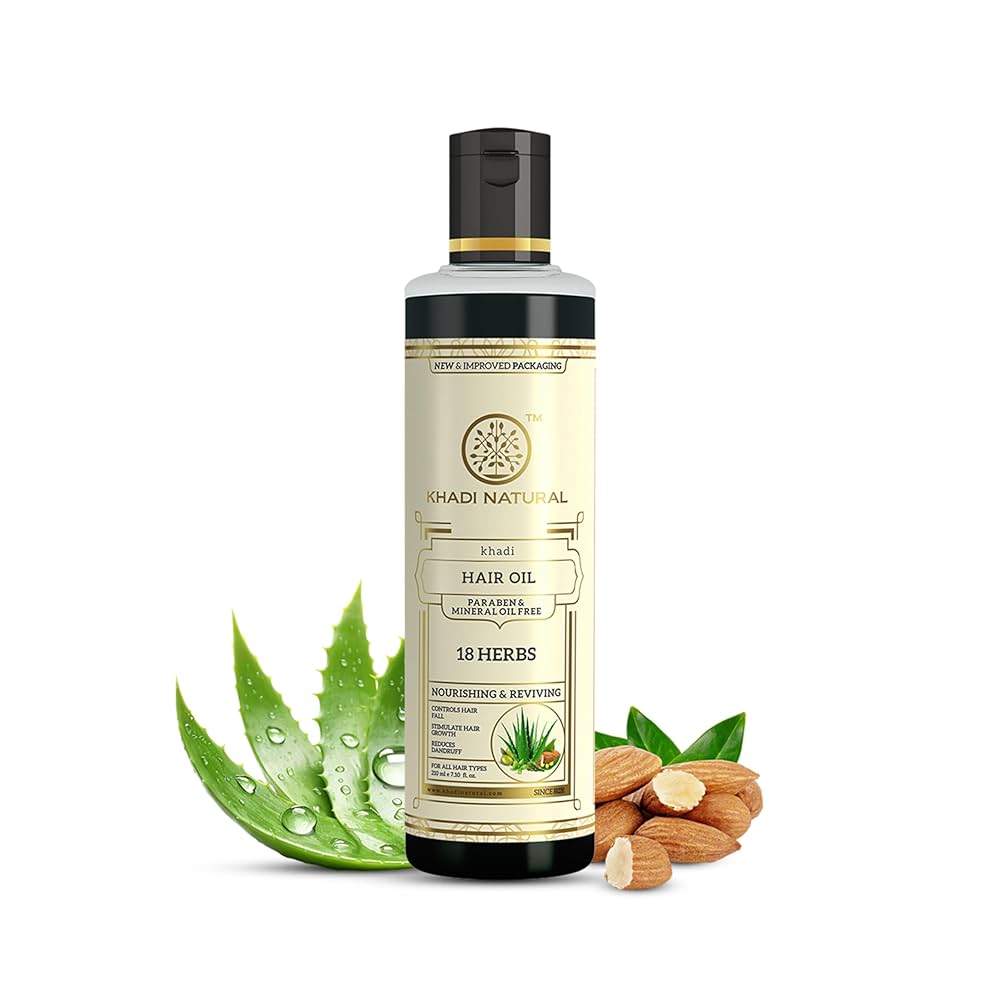 NEW & IMPROVED PACKAGING
TM
KHADI NATURAL
khadi
HAIR OIL
PARABEN &
MINERAL OIL FREE
18 HERBS
NOURISHING & REVIVING
CONTROLS HAIR
FALL
STIMULATE HAIR
GROWTH
REDUCES
DANDRUFF
FOR ALL HAIR TYPES
210 ml e 7.10 fl. oz.
www.khadinatural.com
SINCE